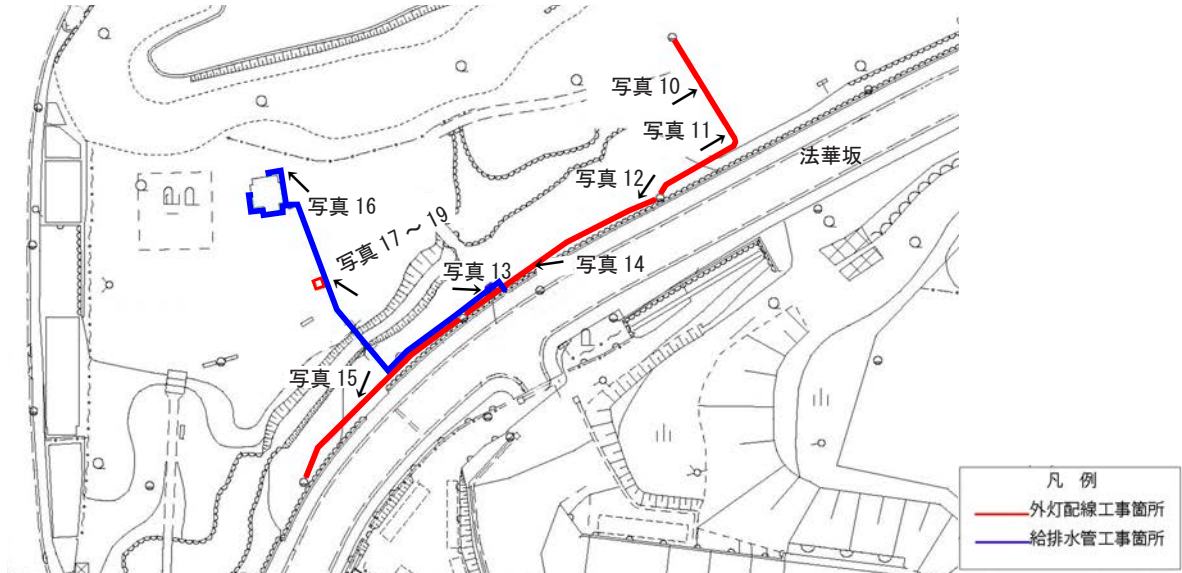 写真 10
写真 11
法華坂
写真 12
写真 16
写真 17 ～ 19
写真 13
写真 14
写真 15
凡 例
外灯配線工事箇所
給排水管工事箇所